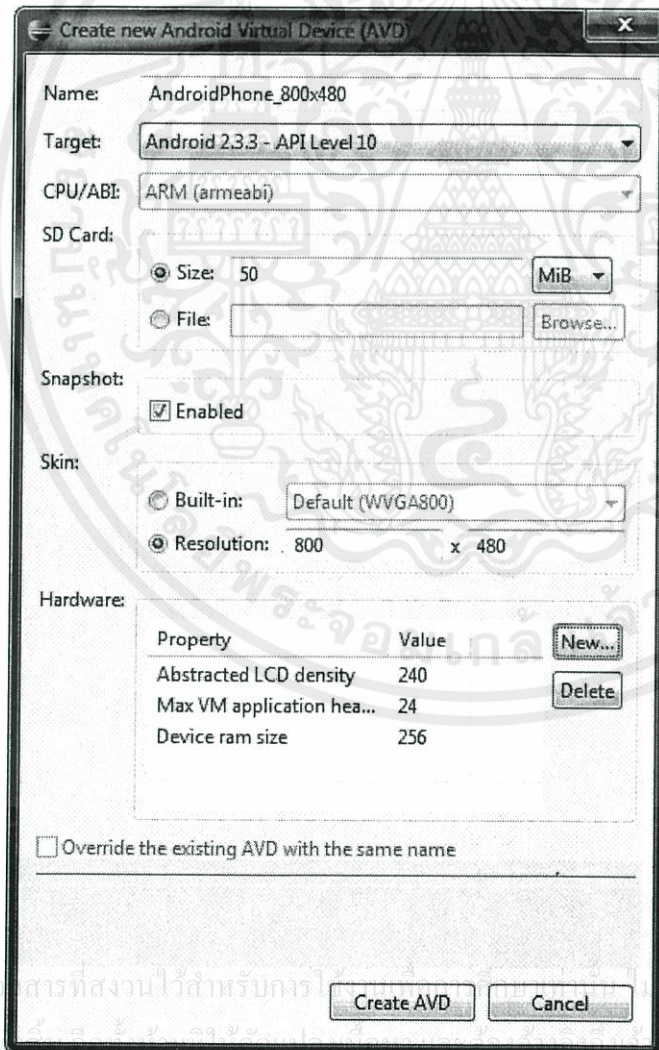 Create new Android Virtual Device (AVD)
x
Name: AndroidPhone_800x480
Target: Android 2.3.3 - API Level 10
CPU/ABI: ARM (armeabi)
SD Card:
Size: 50 MiB
File: Browse...
Snapshot:
Enabled
Skin:
Built-in: Default (WVGA800)
Resolution: 800 x 480
Hardware:
Property Value New...
Abstracted LCD density 240 Delete
Max VM application hea... 24
Device ram size 256
Override the existing AVD with the same name
Create AVD Cancel